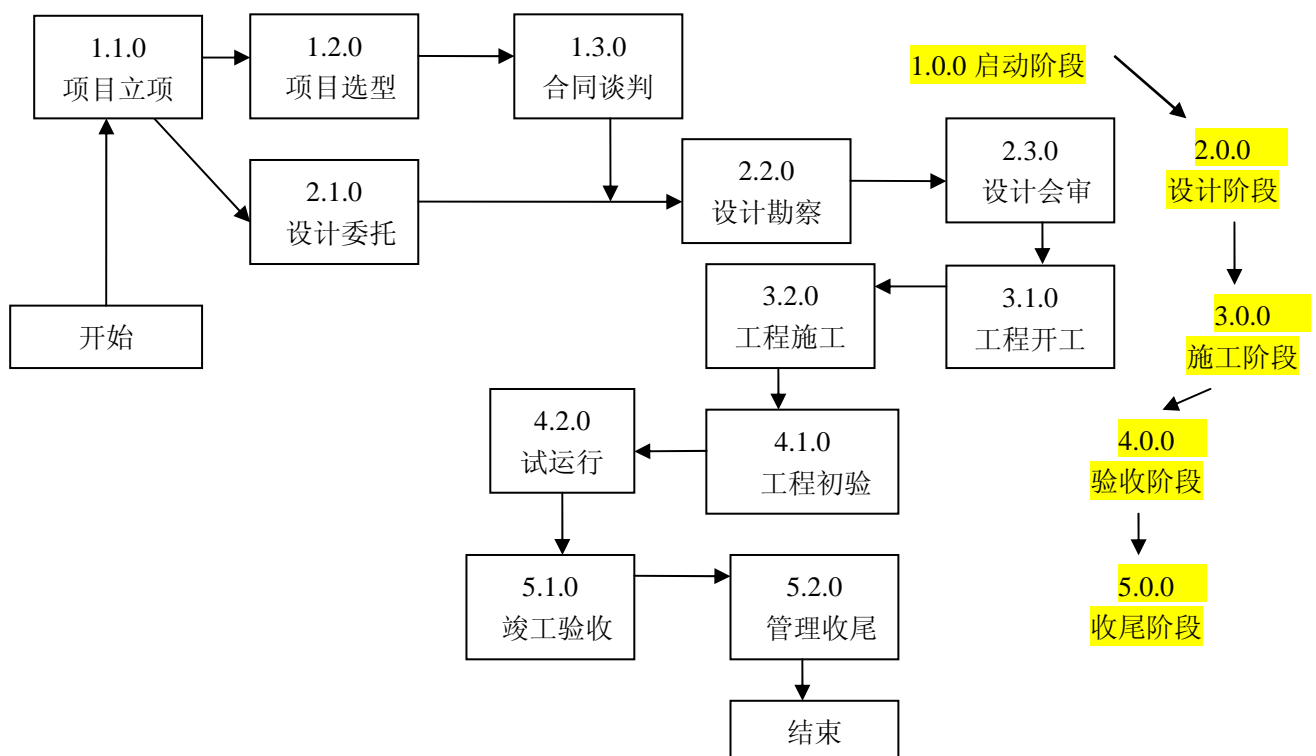 1.1.0
项目立项
1.2.0
项目选型
1.3.0
合同谈判
1.0.0 启动阶段
2.1.0
设计委托
2.2.0
设计勘察
2.3.0
设计会审
2.0.0
设计阶段
开始
3.2.0
工程施工
3.1.0
工程开工
3.0.0
施工阶段
4.2.0
试运行
4.1.0
工程初验
4.0.0
验收阶段
5.1.0
竣工验收
5.2.0
管理收尾
5.0.0
收尾阶段
结束